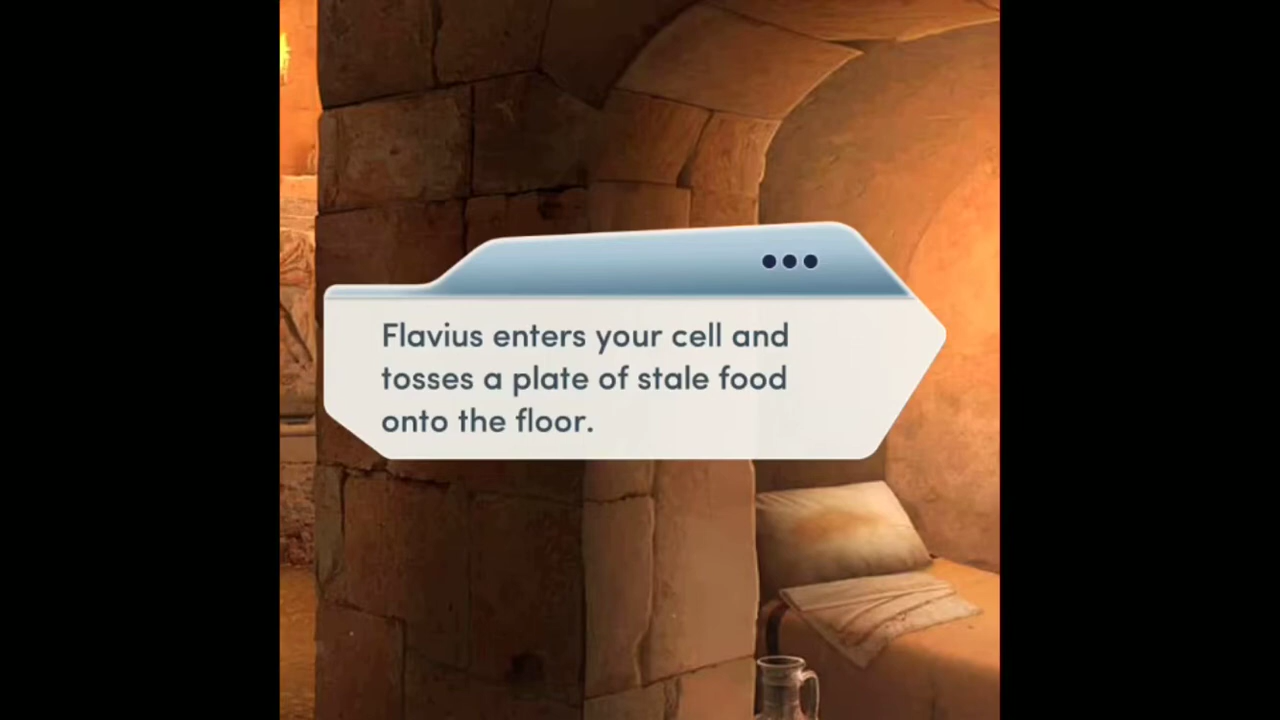 Flavius enters your cell and
tosses a plate of stale food
onto the floor.